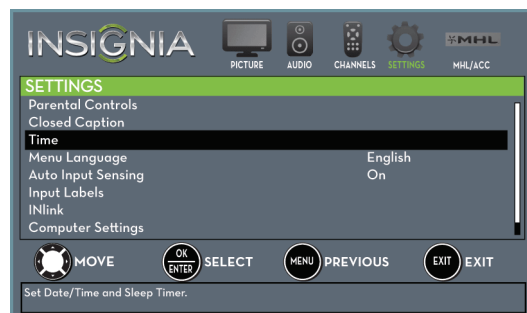 INSIGNIA
PICTURE AUDIO CHANNELS SETTINGS MHL MHL/ACC
SETTINGS
Parental Controls
Closed Caption
Time
Menu Language English
Auto Input Sensing On
Input Labels
INlink
Computer Settings
MOVE OK ENTER SELECT MENU PREVIOUS EXIT EXIT
Set Date/Time and Sleep Timer.